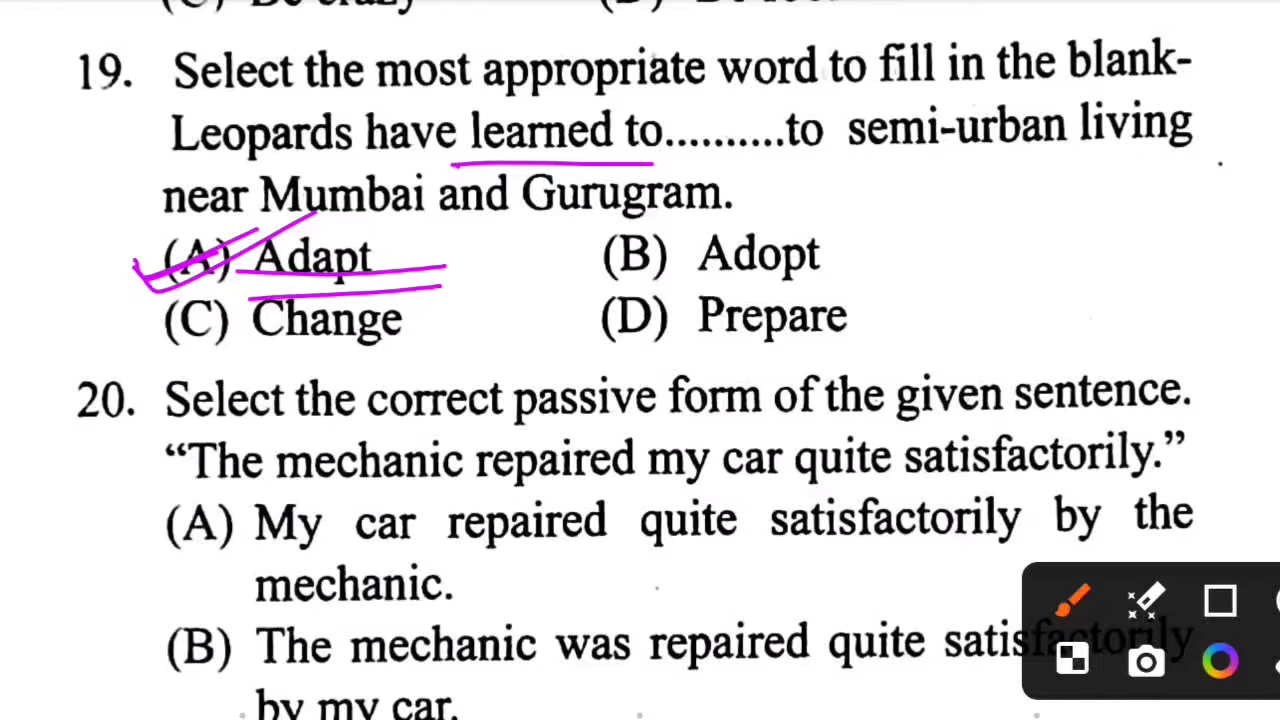 19. Select the most appropriate word to fill in the blank-
Leopards have learned to..........to semi-urban living
near Mumbai and Gurugram.
(A) Adapt (B) Adopt
(C) Change (D) Prepare
20. Select the correct passive form of the given sentence.
“The mechanic repaired my car quite satisfactorily.”
(A) My car repaired quite satisfactorily by the
mechanic.
(B) The mechanic was repaired quite satisfactorily
by my car.